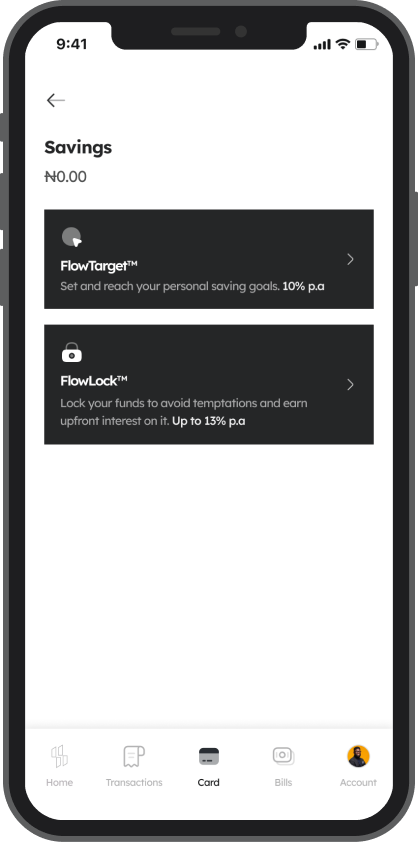 9:41
Savings
₦0.00
FlowTarget™
Set and reach your personal saving goals. 10% p.a
FlowLock™
Lock your funds to avoid temptations and earn
upfront interest on it. Up to 13% p.a
Home Transactions Card Bills Account